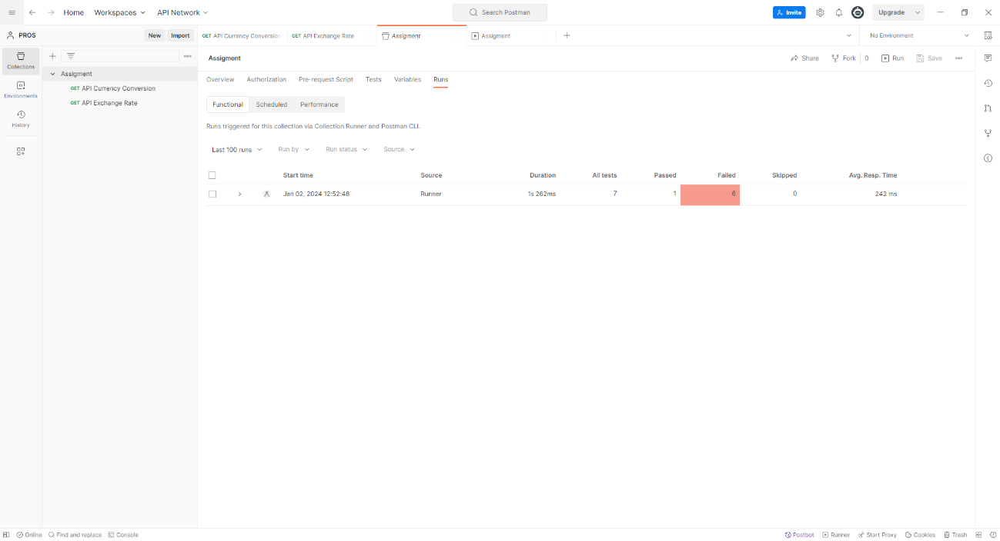 Home
Workspaces
API Network
Search Postman
Invite
Upgrade
PROS
New
Import
GET API Currency Conversion
GET API Exchange Rate
Assigment
Assigment
No Environment
Collections
Environments
History
Assigment
GET API Currency Conversion
GET API Exchange Rate
Assigment
Share
Fork 0
Run
Save
Overview
Authorization
Pre-request Script
Tests
Variables
Runs
Functional
Scheduled
Performance
Runs triggered for this collection via Collection Runner and Postman CLI.
Last 100 runs
Run by
Run status
Source
Start time Source Duration All tests Passed Failed Skipped Avg. Resp. Time
Jan 02, 2024 12:52:48 Runner 1s 262ms 7 1 6 0 242 ms
Online
Find and replace
Console
Postbot
Runner
Start Proxy
Cookies
Trash